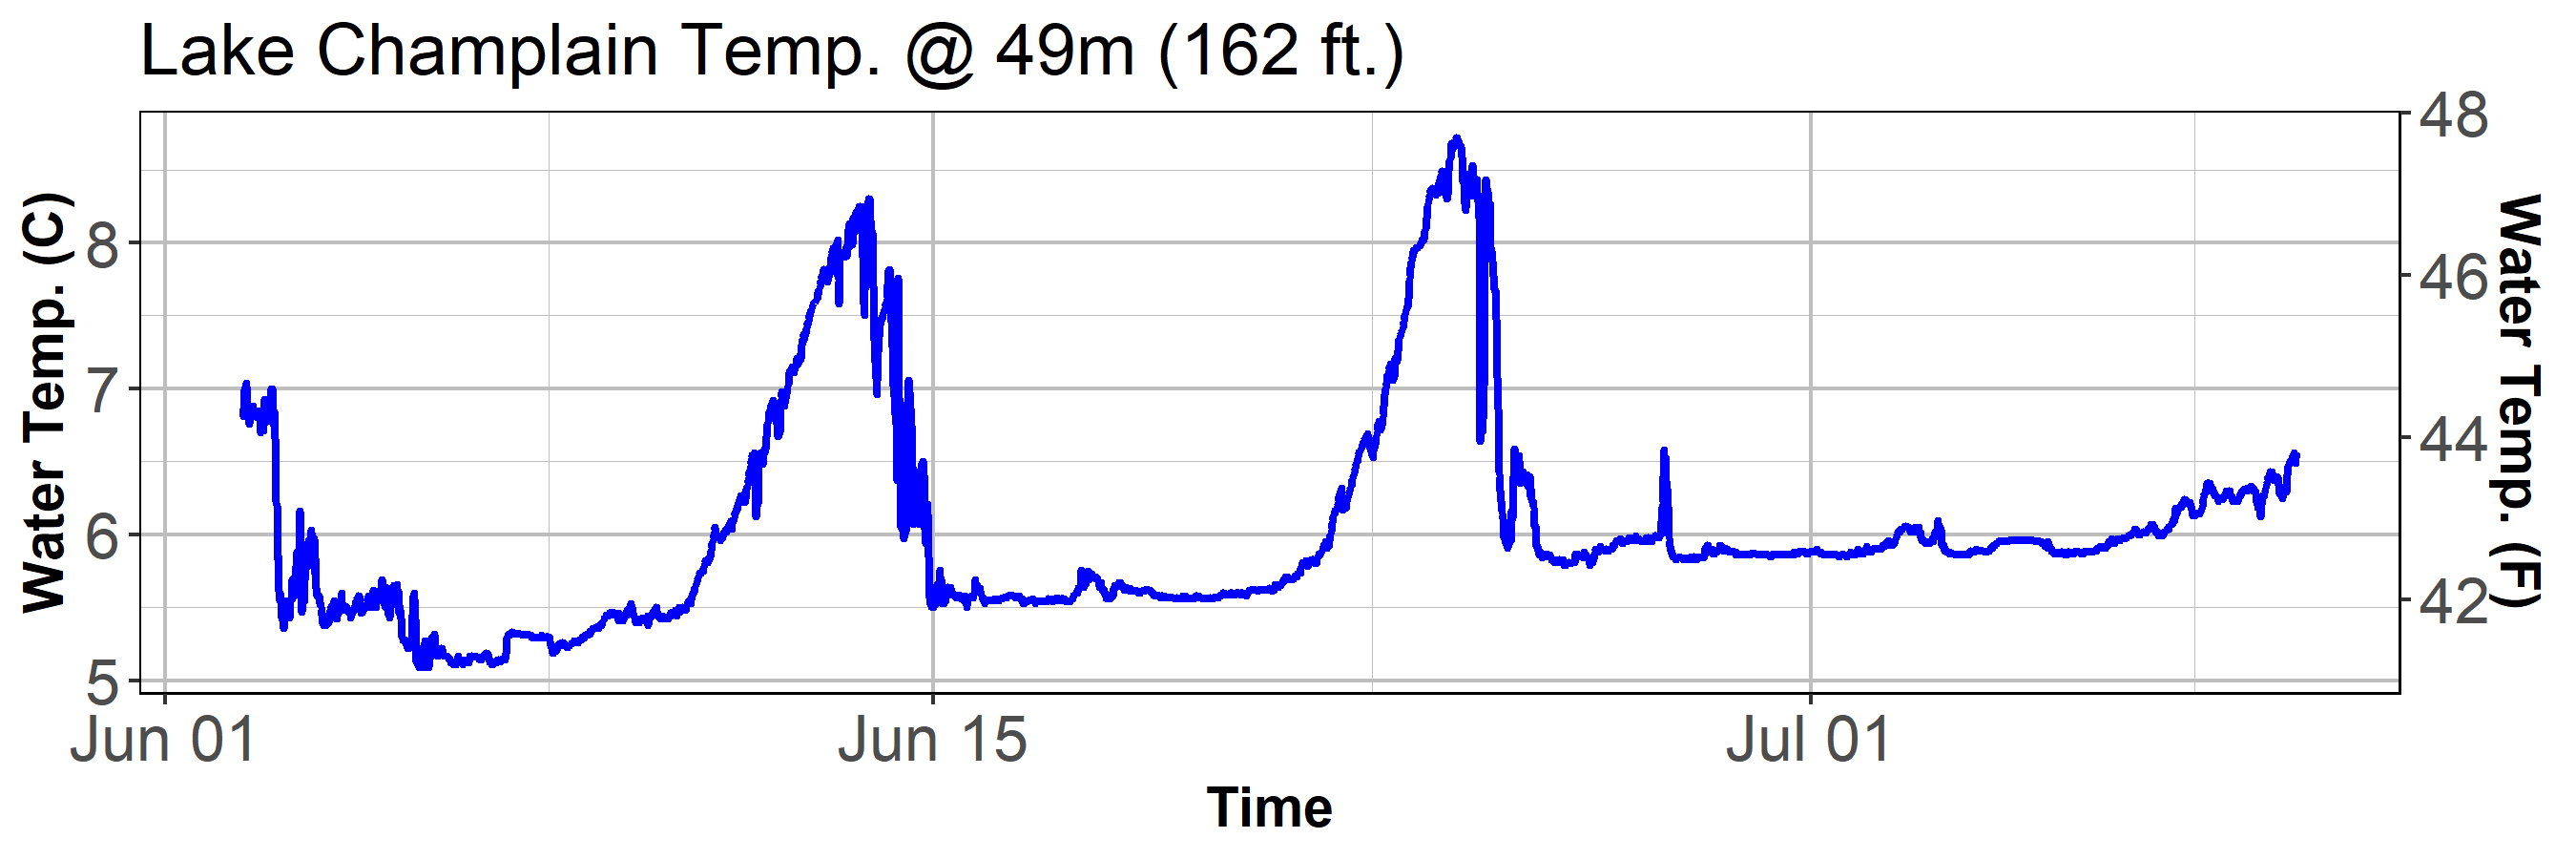 Lake Champlain Temp. @ 49m (162 ft.)
Water Temp. (C)
8
7
6
5
48
46
44
42
Water Temp. (F)
Jun 01 Jun 15 Jul 01
Time